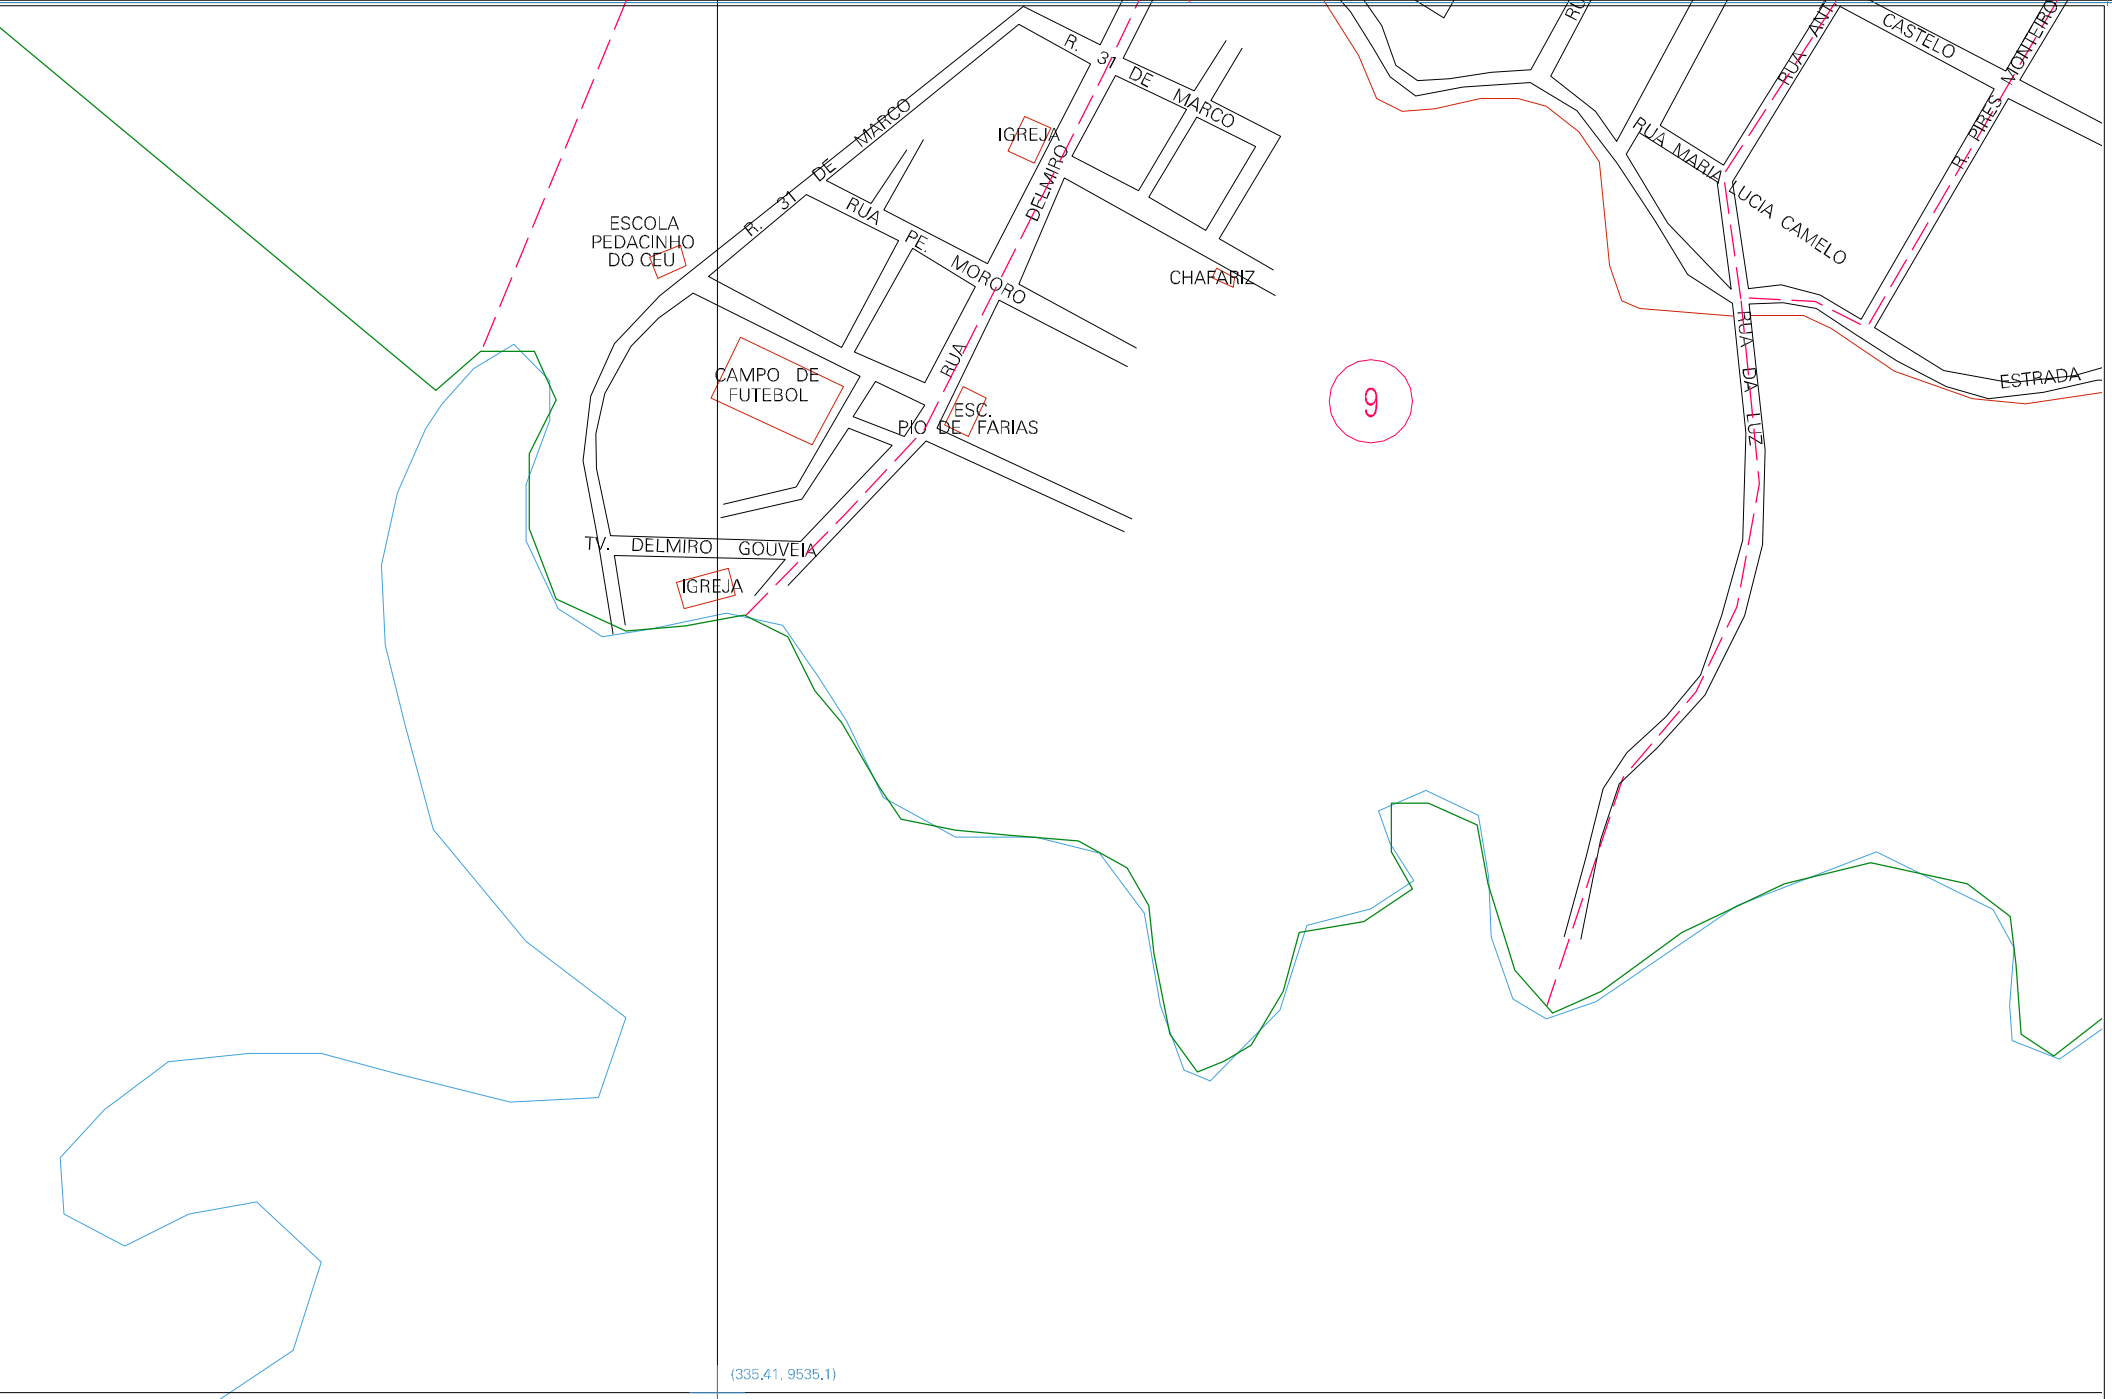 CASTELO
RUA ANT
R. PIRES MONTEIRO
RU
R. 31 DE MARCO
R. 31 DE MARCO
IGREJA
RUA DELMIRO
RUA MARIA LUCIA CAMELO
ESCOLA
PEDACINHO
DO CEU
RUA PE. MORORO
CHAFARIZ
RUA DA LUZ
CAMPO DE
FUTEBOL
ESTRADA
9
ESC.
PIO DE FARIAS
TV. DELMIRO GOUVEIA
IGREJA
(335.41, 9535.1)